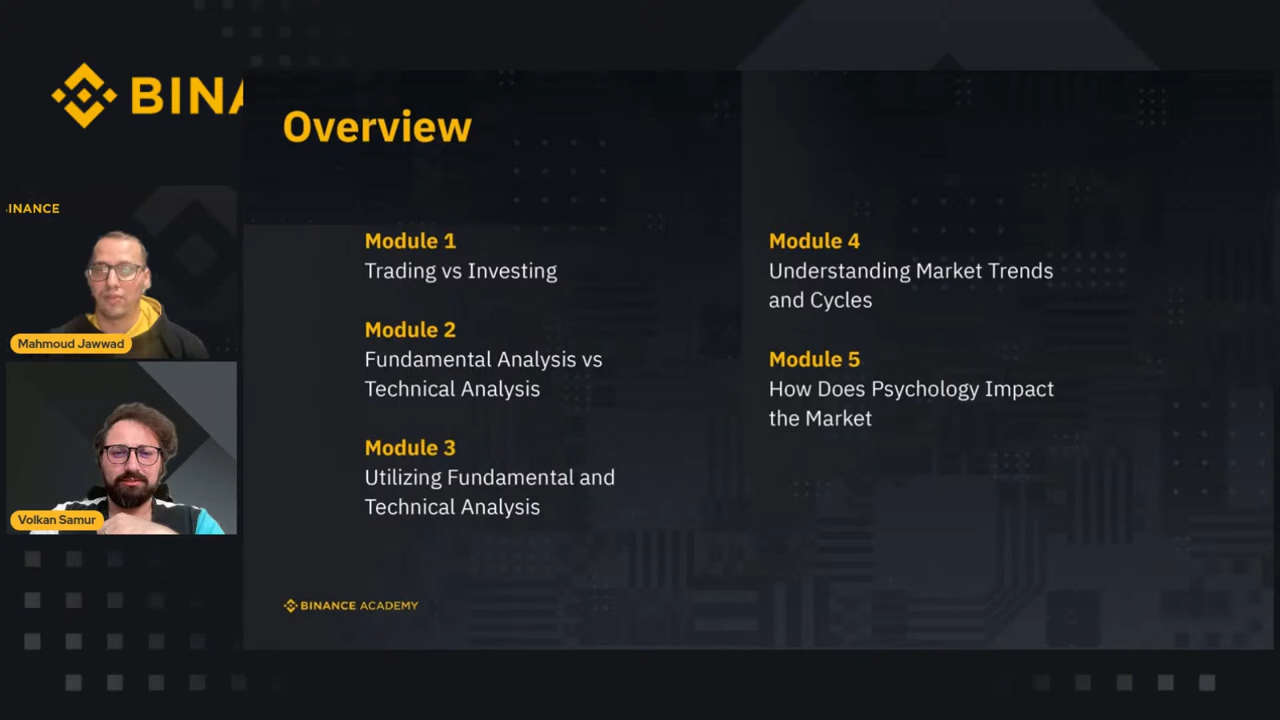 BINA
BINANCE
Mahmoud Jawwad
Volkan Samur
Overview
Module 1
Trading vs Investing
Module 2
Fundamental Analysis vs
Technical Analysis
Module 3
Utilizing Fundamental and
Technical Analysis
Module 4
Understanding Market Trends
and Cycles
Module 5
How Does Psychology Impact
the Market
BINANCE ACADEMY